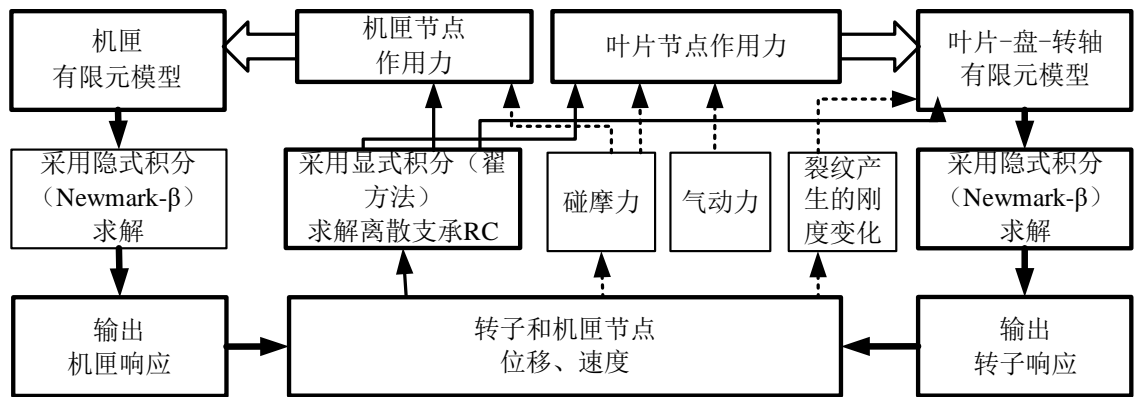 机匣
有限元模型
机匣节点
作用力
叶片节点作用力
叶片-盘-转轴
有限元模型
采用隐式积分
（Newmark-β）
求解
采用显式积分（翟
方法）
求解离散支承RC
碰摩力
气动力
裂纹产
生的刚
度变化
采用隐式积分
（Newmark-β）
求解
输出
机匣响应
转子和机匣节点
位移、速度
输出
转子响应